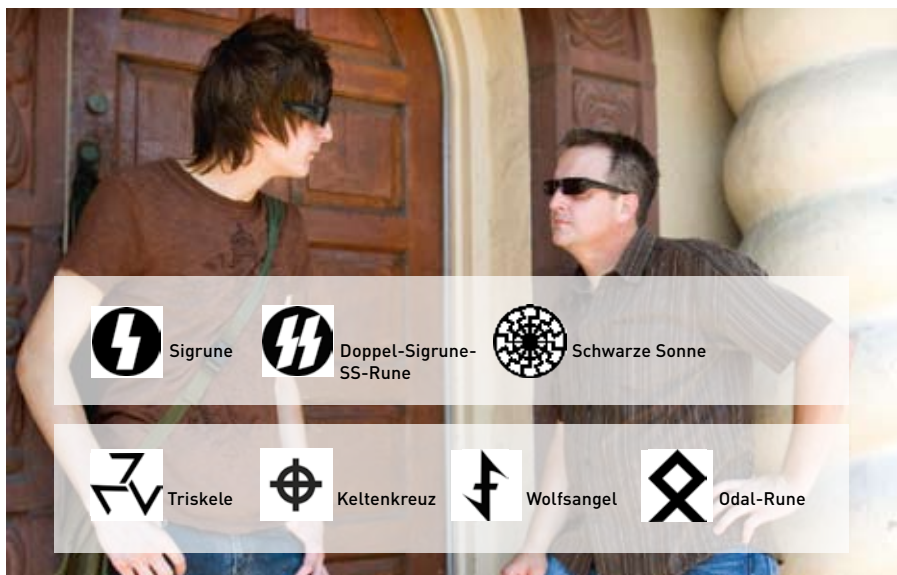 Sigrune
Doppel-Sigrune-
SS-Rune
Schwarze Sonne
Triskele
Keltenkreuz
Wolfsangel
Odal-Rune